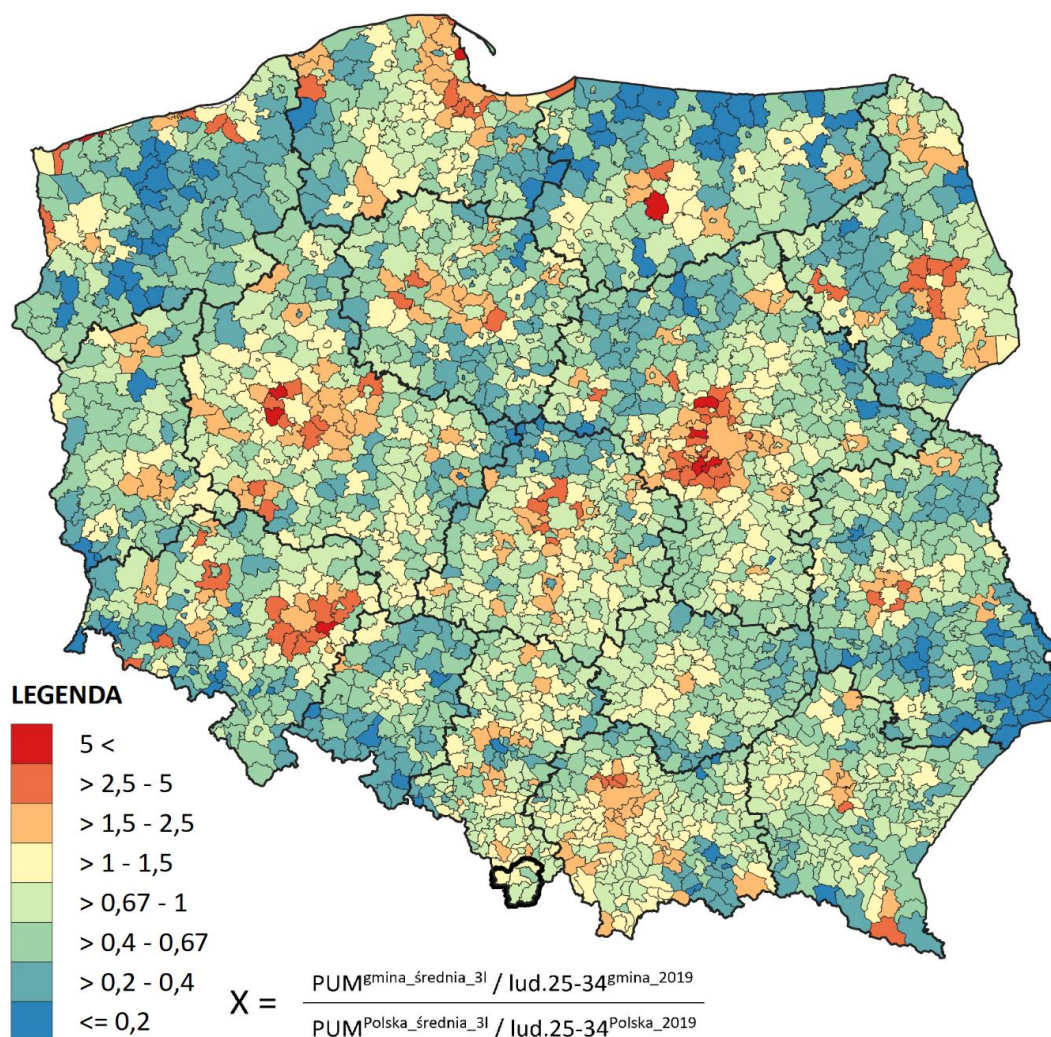 LEGENDA
5 <
> 2,5 - 5
> 1,5 - 2,5
> 1 - 1,5
> 0,67 - 1
> 0,4 - 0,67
> 0,2 - 0,4
<= 0,2
X =
PUMgmina_średnia_3l / lud.25-34gmina_2019
PUMPolska_średnia_3l / lud.25-34Polska_2019